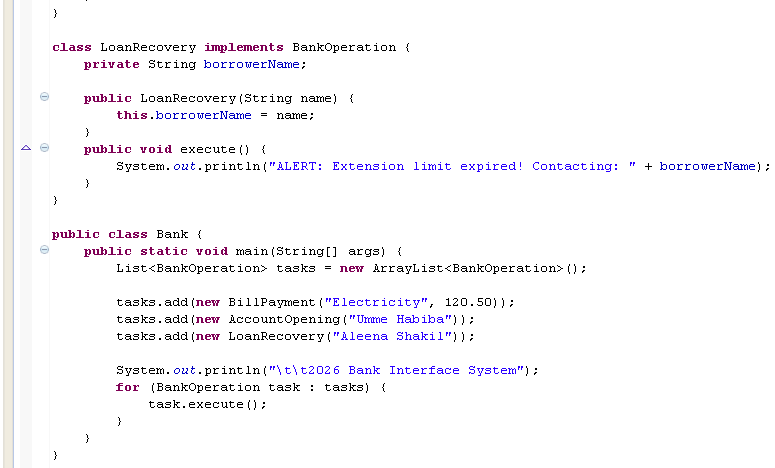 }
class LoanRecovery implements BankOperation {
    private String borrowerName;

    public LoanRecovery(String name) {
        this.borrowerName = name;
    }
    public void execute() {
        System.out.println("ALERT: Extension limit expired! Contacting: " + borrowerName);
    }
}

public class Bank {
    public static void main(String[] args) {
        List<BankOperation> tasks = new ArrayList<BankOperation>();

        tasks.add(new BillPayment("Electricity", 120.50));
        tasks.add(new AccountOpening("Umme Habiba"));
        tasks.add(new LoanRecovery("Aleena Shakil"));

        System.out.println("\t\t2026 Bank Interface System");
        for (BankOperation task : tasks) {
            task.execute();
        }
    }
}